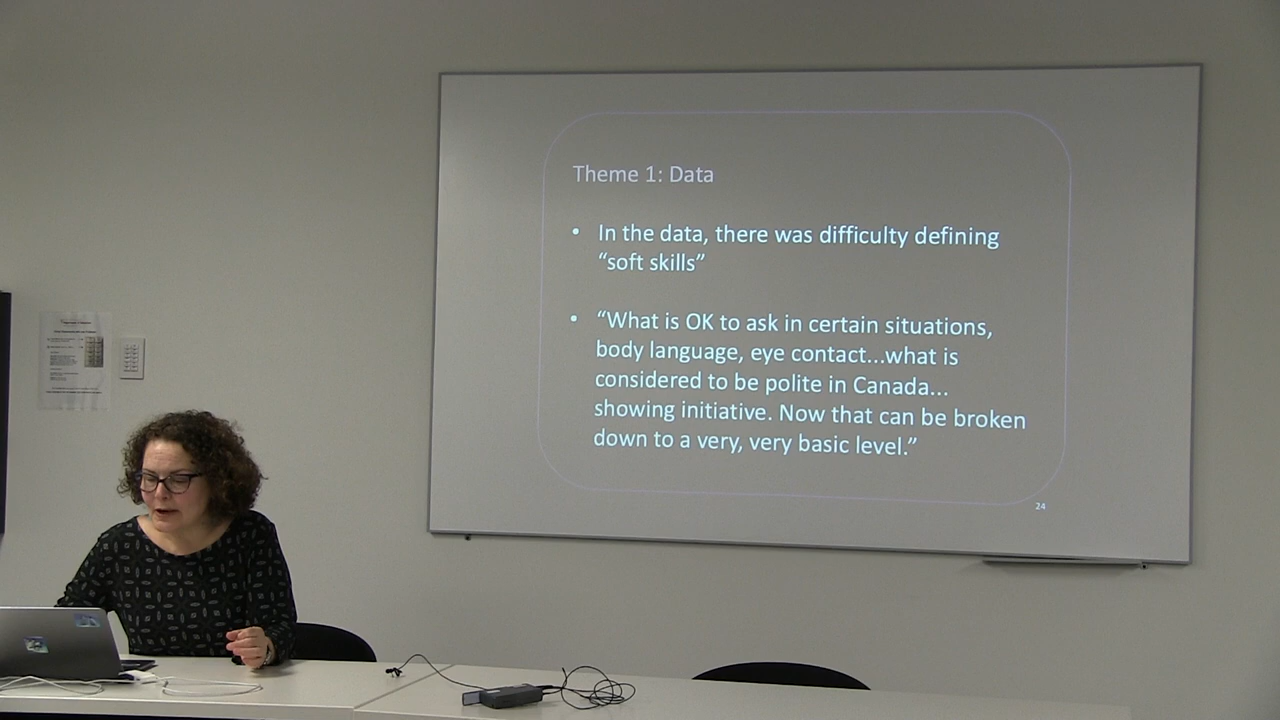 Theme 1: Data
• In the data, there was difficulty defining
“soft skills”
• “What is OK to ask in certain situations,
body language, eye contact...what is
considered to be polite in Canada...
showing initiative. Now that can be broken
down to a very, very basic level.”
24